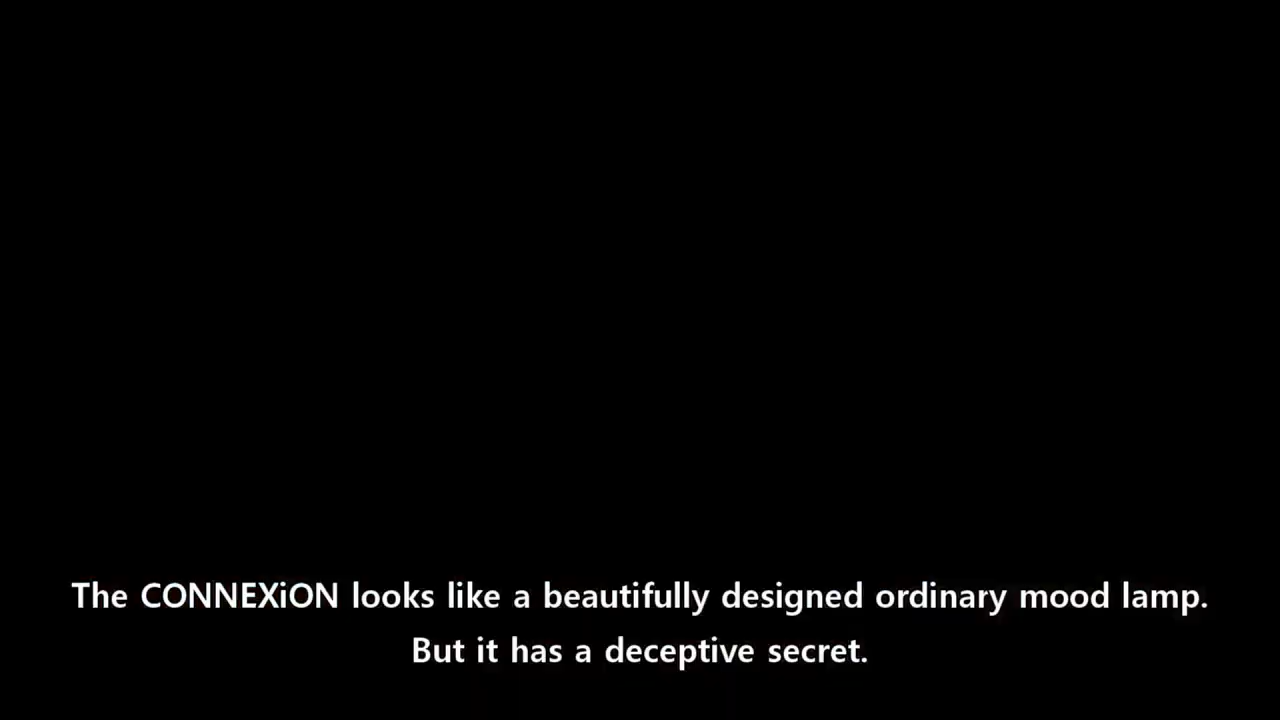 The CONNEXiON looks like a beautifully designed ordinary mood lamp.
But it has a deceptive secret.